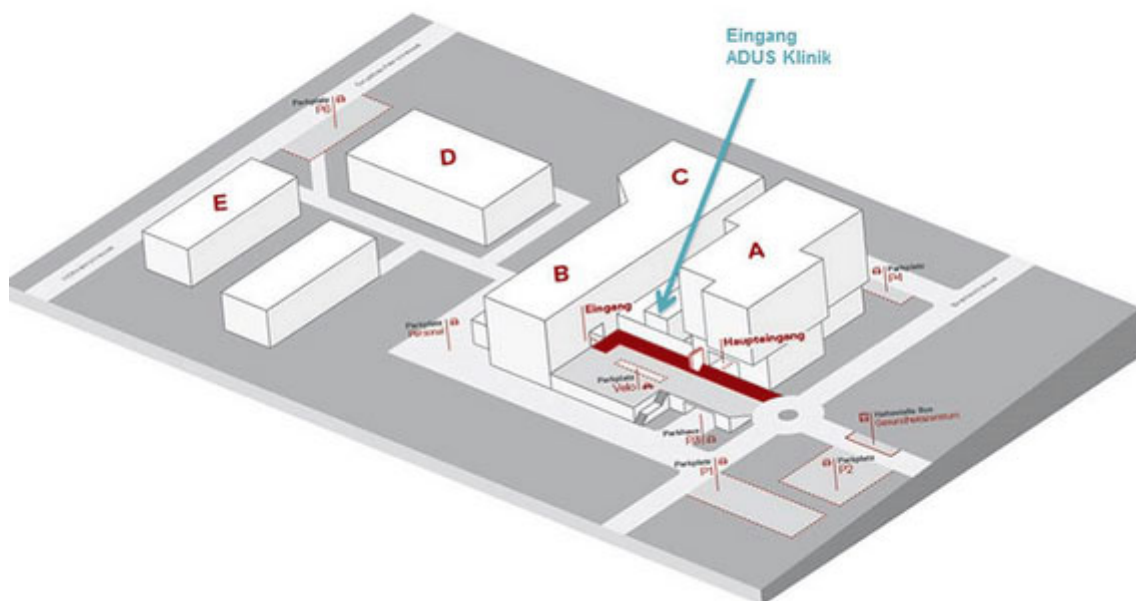 Eingang
ADUS Klinik
Parkplatz
P6
D
C
E
A
B
Parkplatz
P4
Eingang
Parkplatz
Personal
Haupteingang
Parkplatz
Velo
Haltestelle Bus
Gesundheitszentrum
Parkhaus
P3
Parkplatz
P1
Parkplatz
P2